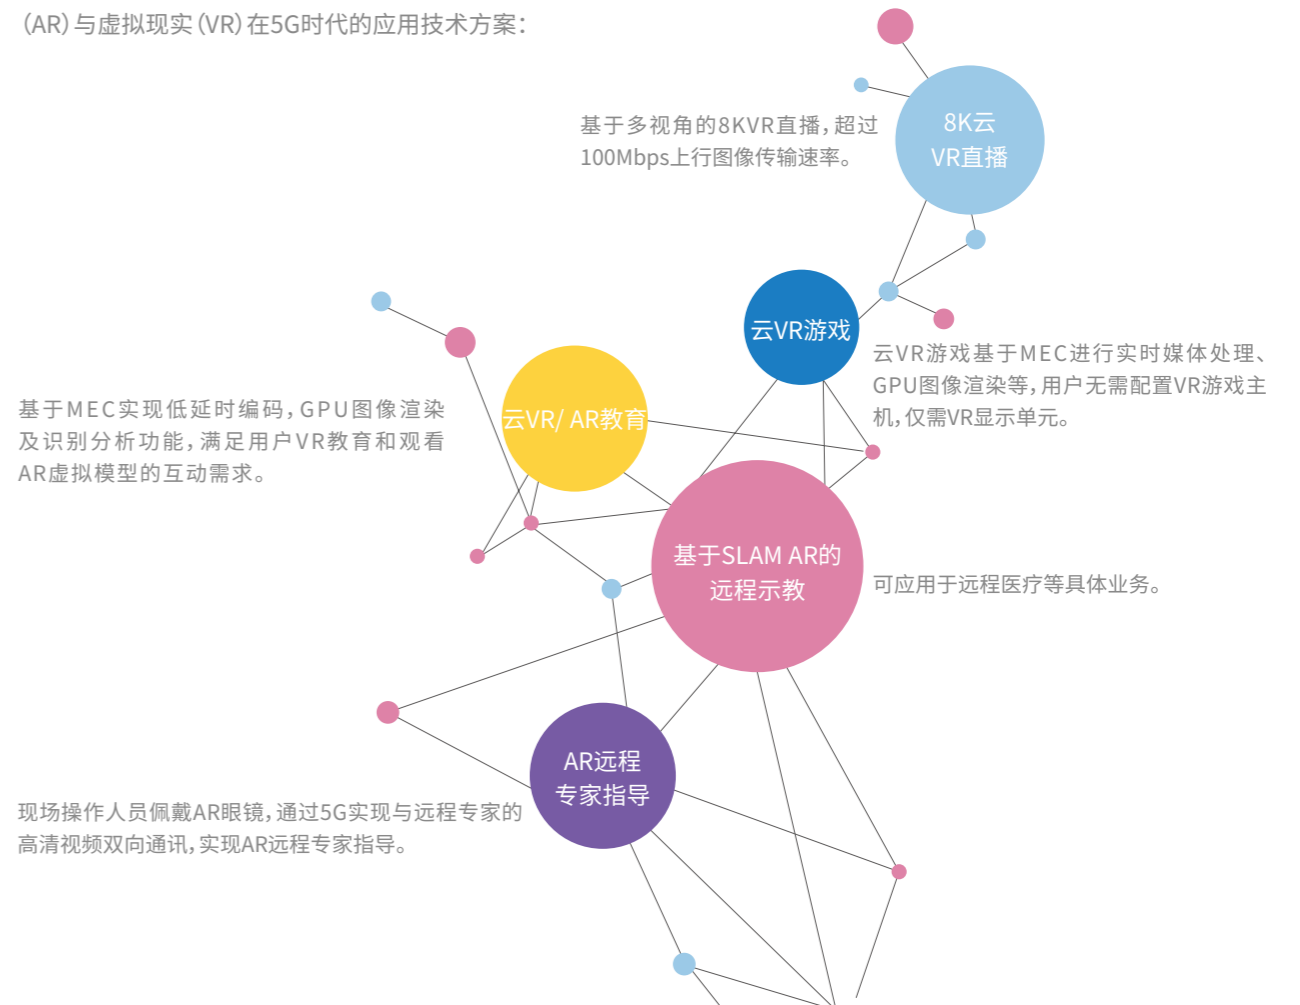 （AR）与虚拟现实（VR）在5G时代的应用技术方案：
8K云
VR直播
基于多视角的8KVR直播，超过
100Mbps上行图像传输速率。
云VR游戏
云VR游戏基于MEC进行实时媒体处理、
GPU图像渲染等，用户无需配置VR游戏主
机，仅需VR显示单元。
云VR/ AR教育
基于MEC实现低延时编码，GPU图像渲染
及识别分析功能，满足用户VR教育和观看
AR虚拟模型的互动需求。
基于SLAM AR的
远程示教
可应用于远程医疗等具体业务。
AR远程
专家指导
现场操作人员佩戴AR眼镜，通过5G实现与远程专家的
高清视频双向通讯，实现AR远程专家指导。